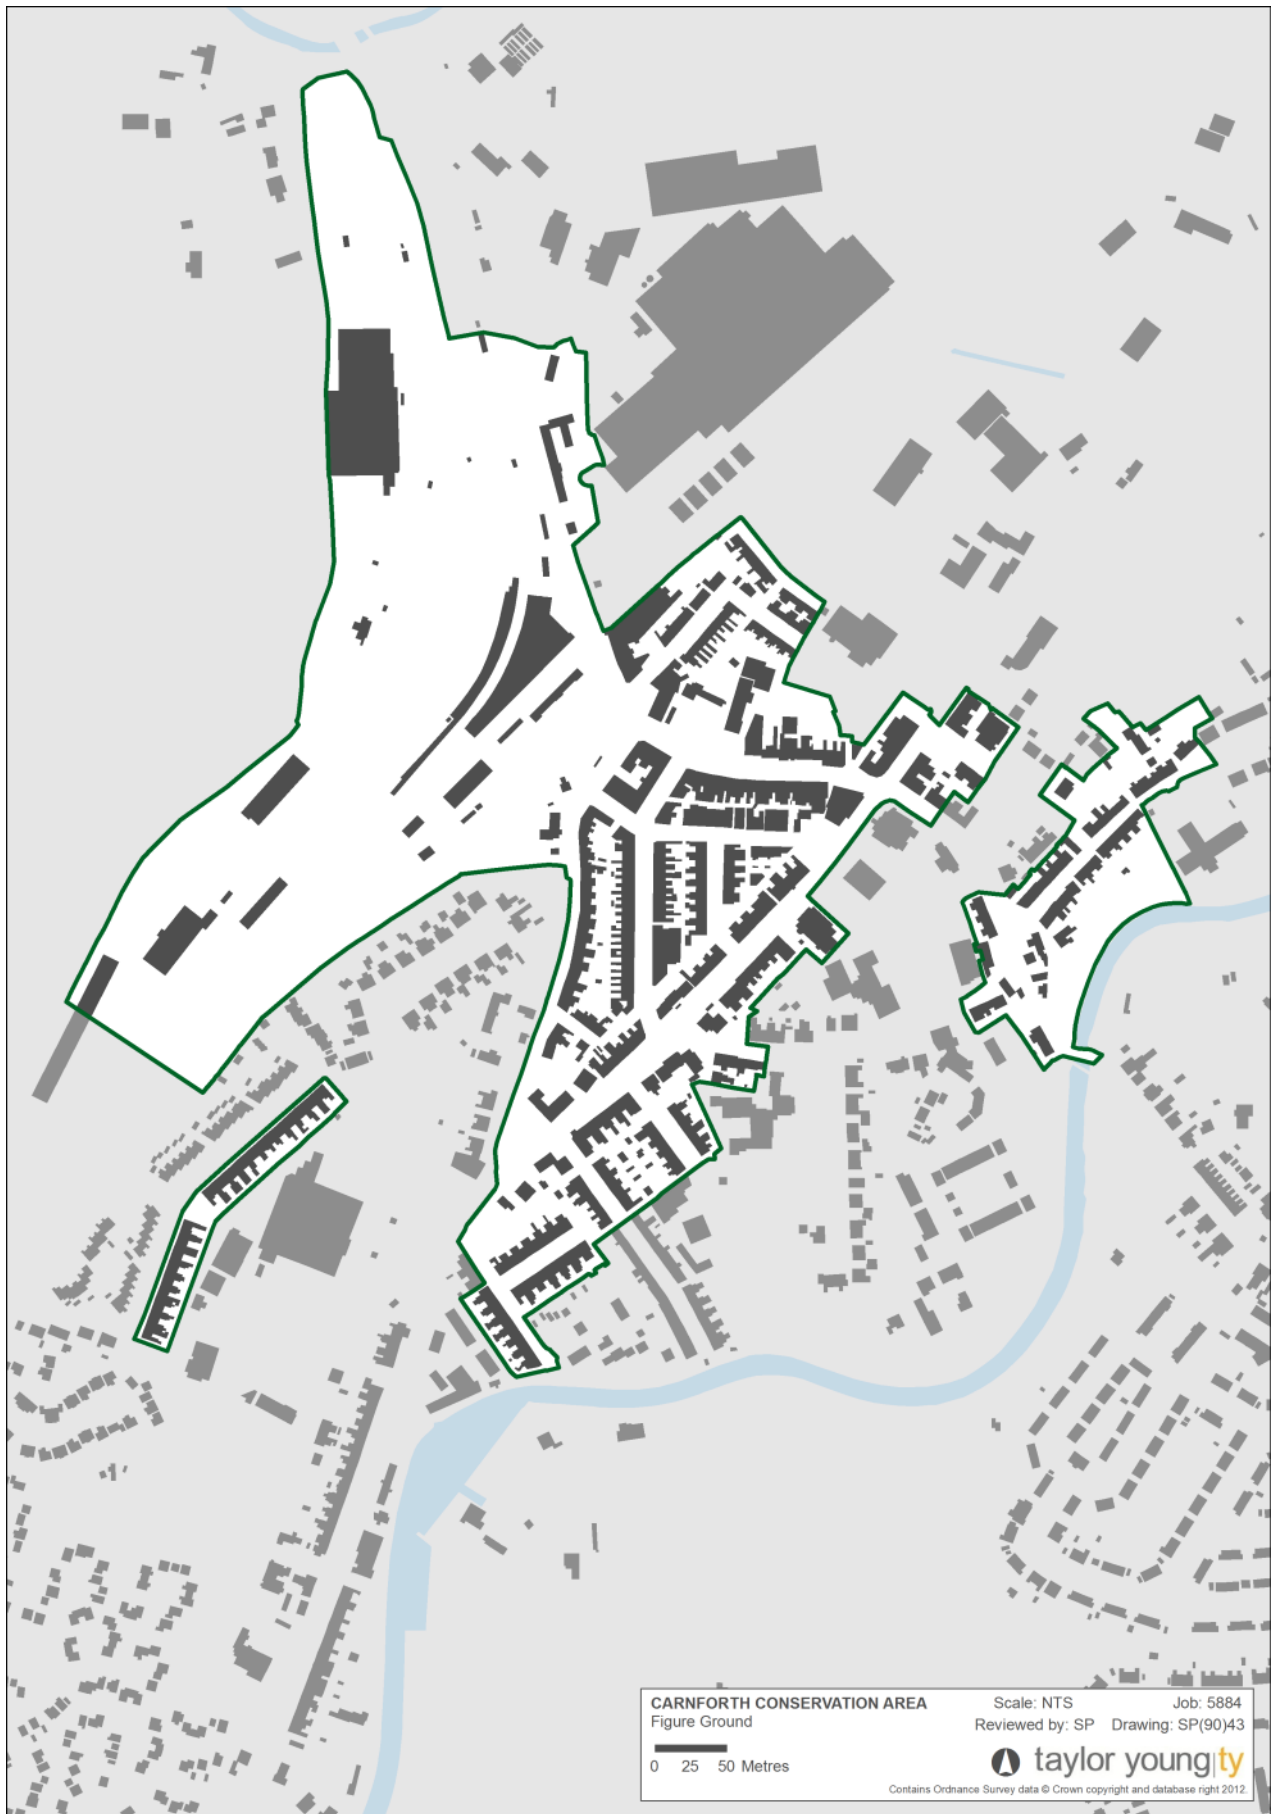 CARNFORTH CONSERVATION AREA
Figure Ground
0 25 50 Metres
Scale: NTS
Job: 5884
Reviewed by: SP
Drawing: SP(90)43
taylor young|ty
Contains Ordnance Survey data © Crown copyright and database right 2012.